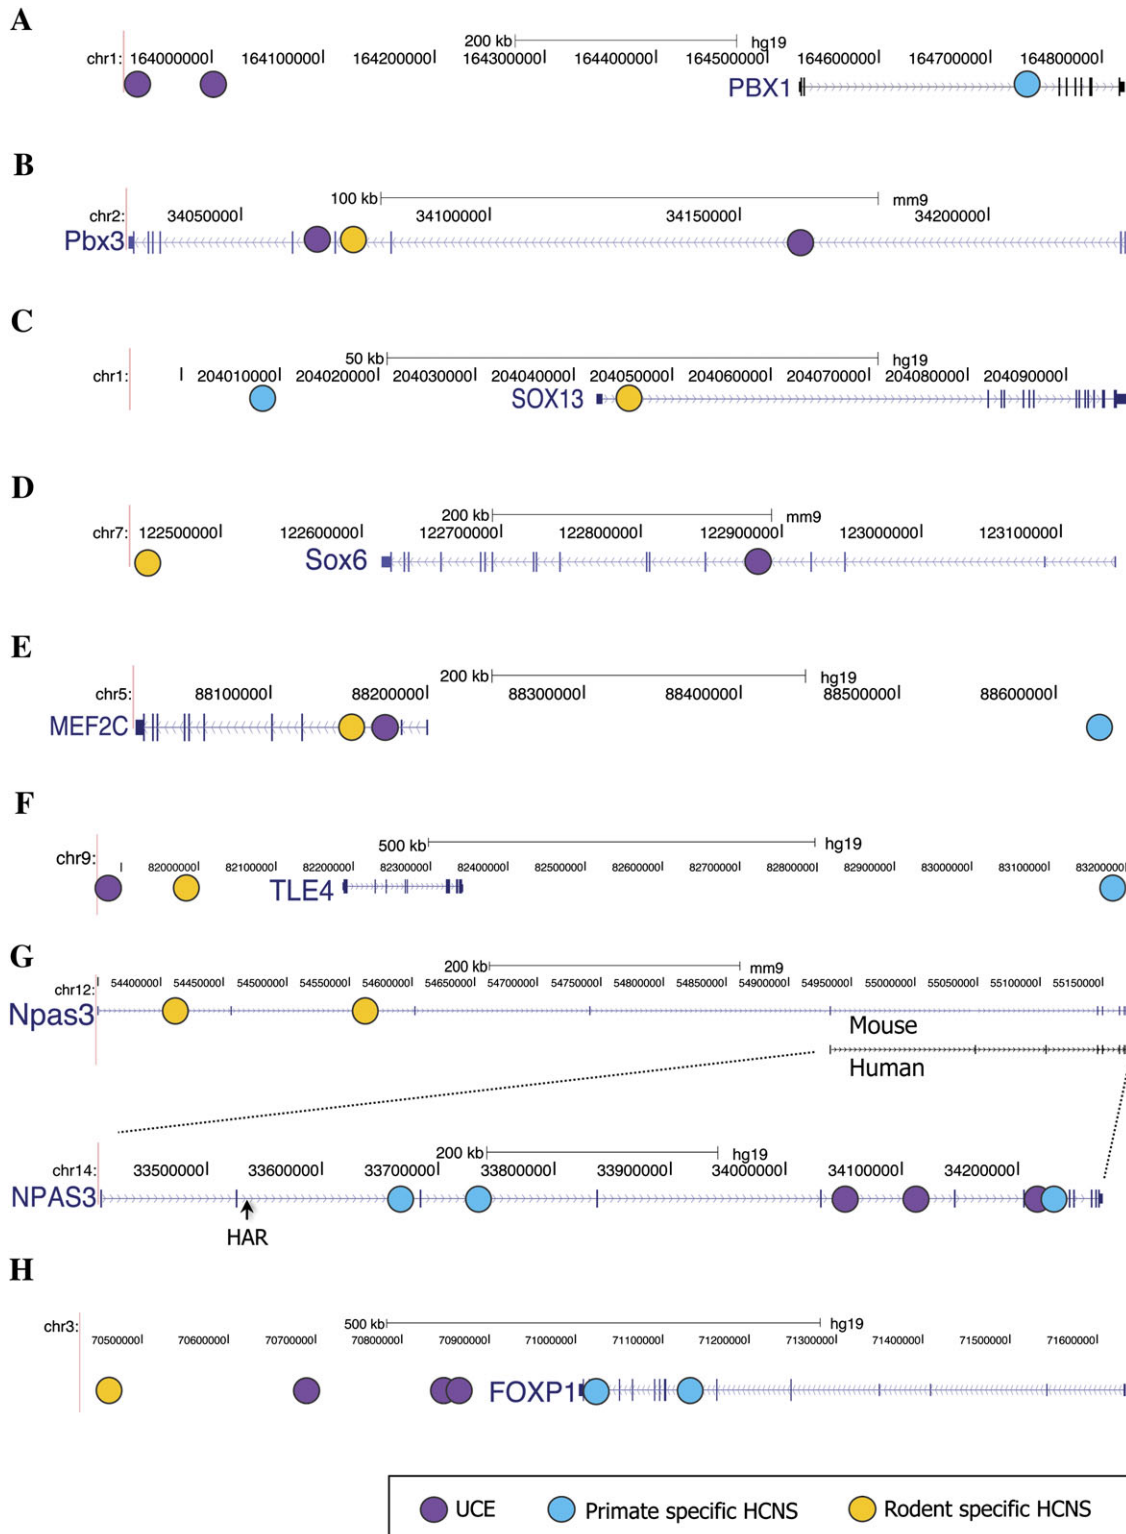 A
200 kb hg19
chr1: 164000000 164100000 164200000 164300000 164400000 164500000 164600000 164700000 164800000
PBX1
B
100 kb mm9
chr2: 34050000 34100000 34150000 34200000
Pbx3
C
50 kb hg19
chr1: 204010000 204020000 204030000 204040000 204050000 204060000 204070000 204080000 204090000
SOX13
D
200 kb mm9
chr7: 122500000 122600000 122700000 122800000 122900000 123000000 123100000
Sox6
E
200 kb hg19
chr5: 88100000 88200000 88300000 88400000 88500000 88600000
MEF2C
F
500 kb hg19
chr9: 82000000 82100000 82200000 82300000 82400000 82500000 82600000 82700000 82800000 82900000 83000000 83100000 83200000
TLE4
G
200 kb mm9
chr12: 54400000 54450000 54500000 54550000 54600000 54650000 54700000 54750000 54800000 54850000 54900000 54950000 55000000 55050000 55100000 55150000
Npas3
Mouse
Human
200 kb hg19
chr14: 33500000 33600000 33700000 33800000 33900000 34000000 34100000 34200000
NPAS3
HAR
H
500 kb hg19
chr3: 70500000 70600000 70700000 70800000 70900000 71000000 71100000 71200000 71300000 71400000 71500000 71600000
FOXP1
UCE Primate specific HCNS Rodent specific HCNS